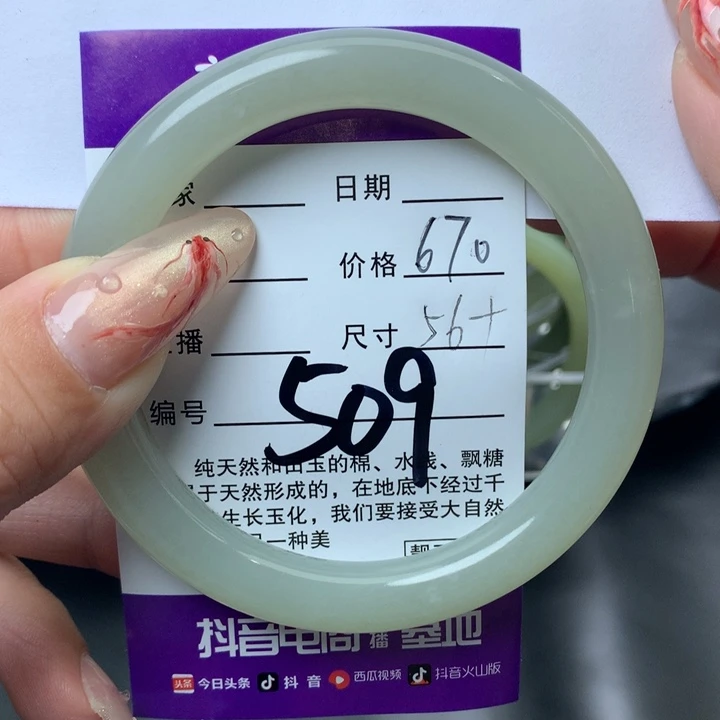 家 日期
价格 670
播 尺寸 56+
编号 509
纯天然和田玉的棉、水线、飘糖
于天然形成的，在地底下经过千
生长玉化，我们要接受大自然
一种美
抖音电商 播 基地
头条 今日头条 抖音 西瓜视频 抖音火山版